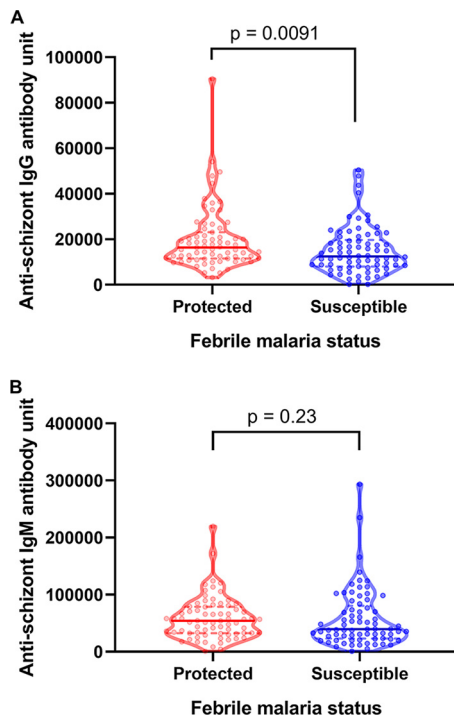 A
p = 0.0091
Anti-schizont IgG antibody unit
100000
80000
60000
40000
20000
0
Protected Susceptible
Febrile malaria status
B
p = 0.23
Anti-schizont IgM antibody unit
400000
300000
200000
100000
0
Protected Susceptible
Febrile malaria status